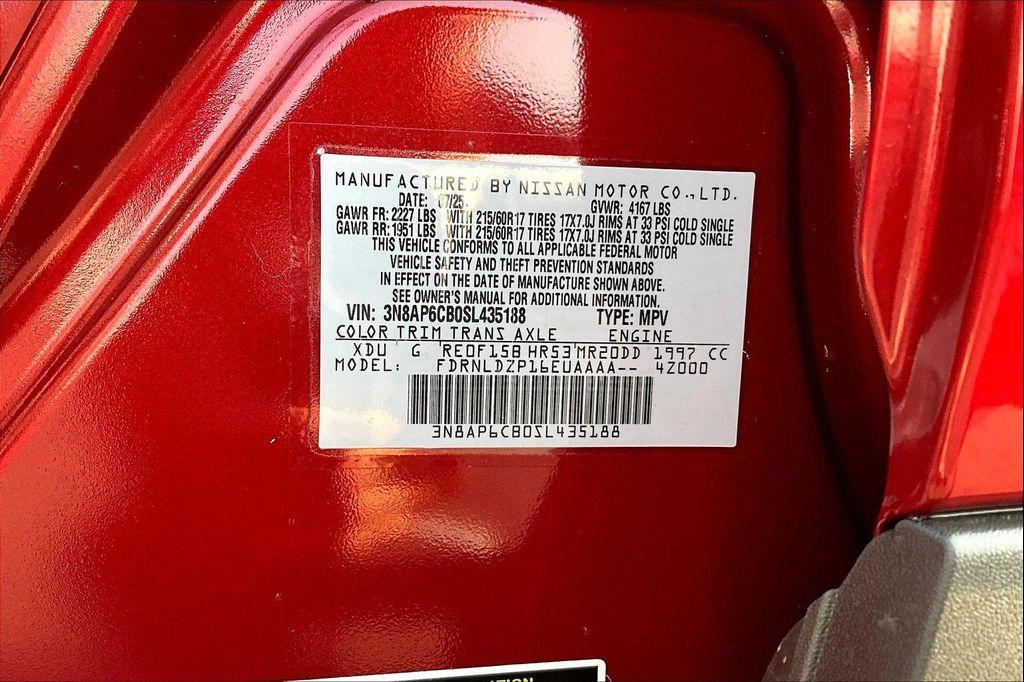 MANUFACTURED BY NISSAN MOTOR CO., LTD.
DATE: 07/25 GVWR: 4167 LBS
GAWR FR: 2227 LBS WITH 215/60R17 TIRES 17X7.0J RIMS AT 33 PSI COLD SINGLE
GAWR RR: 1951 LBS WITH 215/60R17 TIRES 17X7.0J RIMS AT 33 PSI COLD SINGLE
THIS VEHICLE CONFORMS TO ALL APPLICABLE FEDERAL MOTOR
VEHICLE SAFETY AND THEFT PREVENTION STANDARDS
IN EFFECT ON THE DATE OF MANUFACTURE SHOWN ABOVE.
SEE OWNER'S MANUAL FOR ADDITIONAL INFORMATION.
VIN: 3N8AP6CB0SL435188 TYPE: MPV
COLOR TRIM TRANS AXLE ENGINE
XDU G RE0F15B HR53 MR20DD 1997 CC
MODEL: FDRNLDZP16EUAAAA-- 4Z000
3N8AP6CB0SL435188